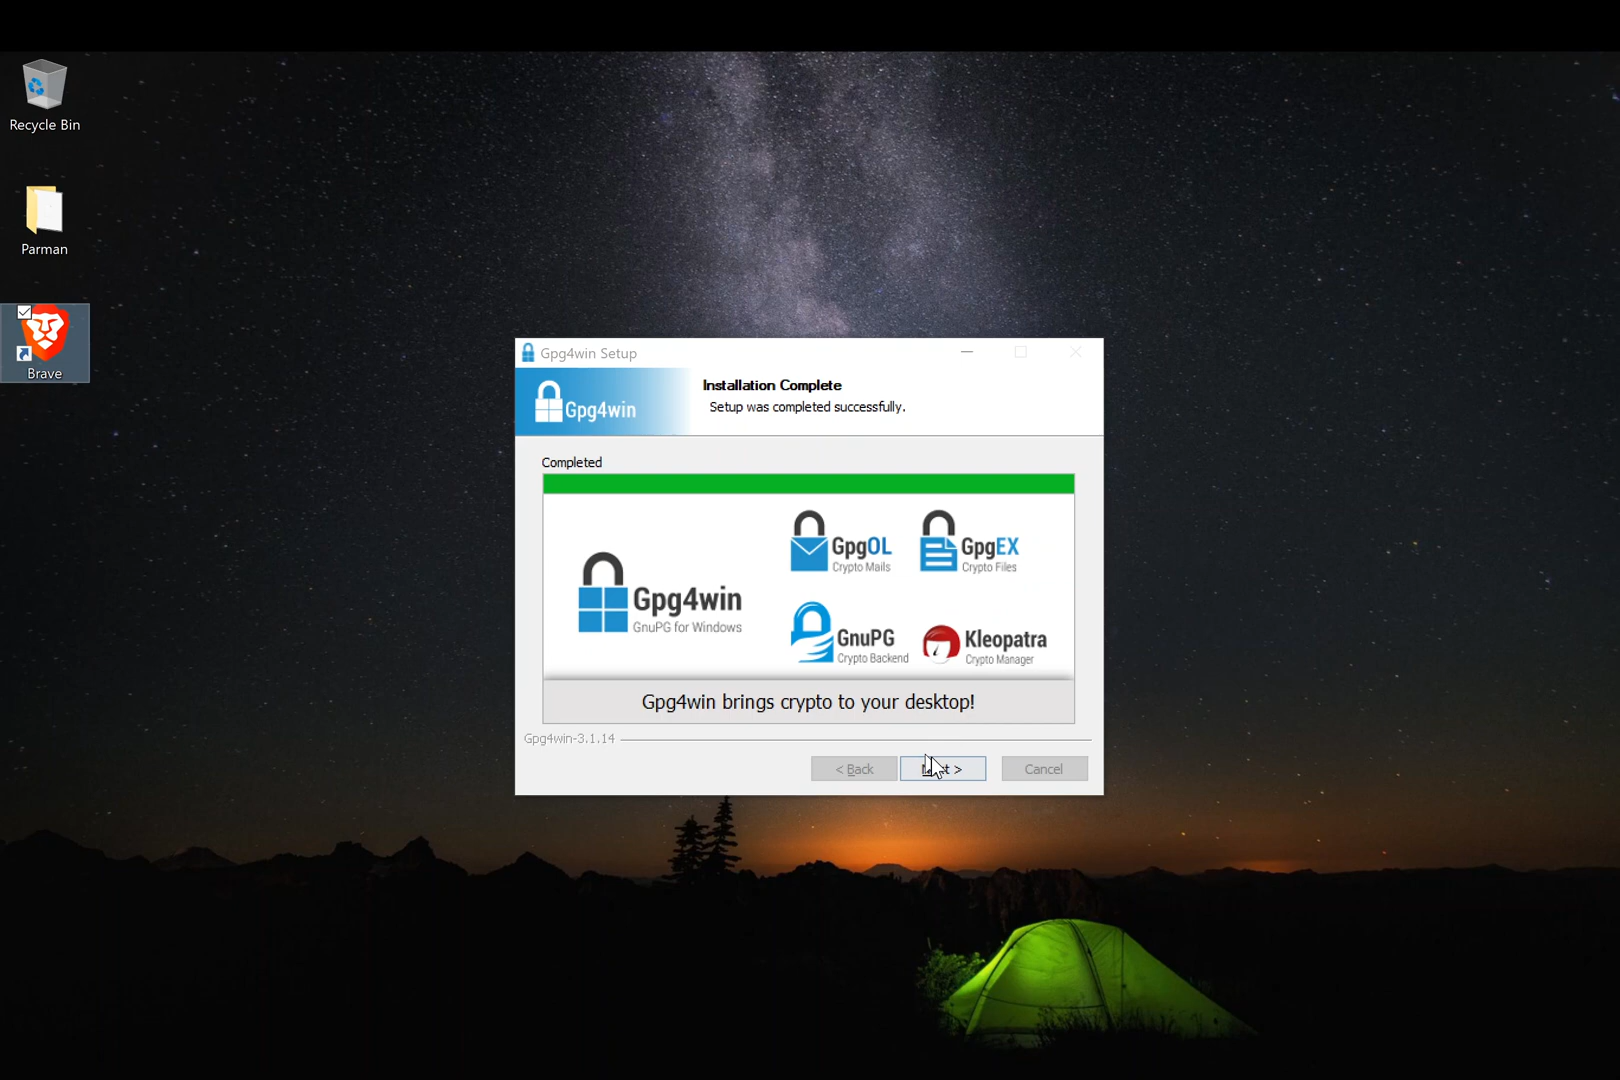 Recycle Bin
Parman
Brave
Gpg4win Setup
Gpg4win
Installation Complete
Setup was completed successfully.
Completed
Gpg4win
GnuPG for Windows
GpgOL
Crypto Mails
GpgEX
Crypto Files
GnuPG
Crypto Backend
Kleopatra
Crypto Manager
Gpg4win brings crypto to your desktop!
Gpg4win-3.1.14
< Back
>
Cancel